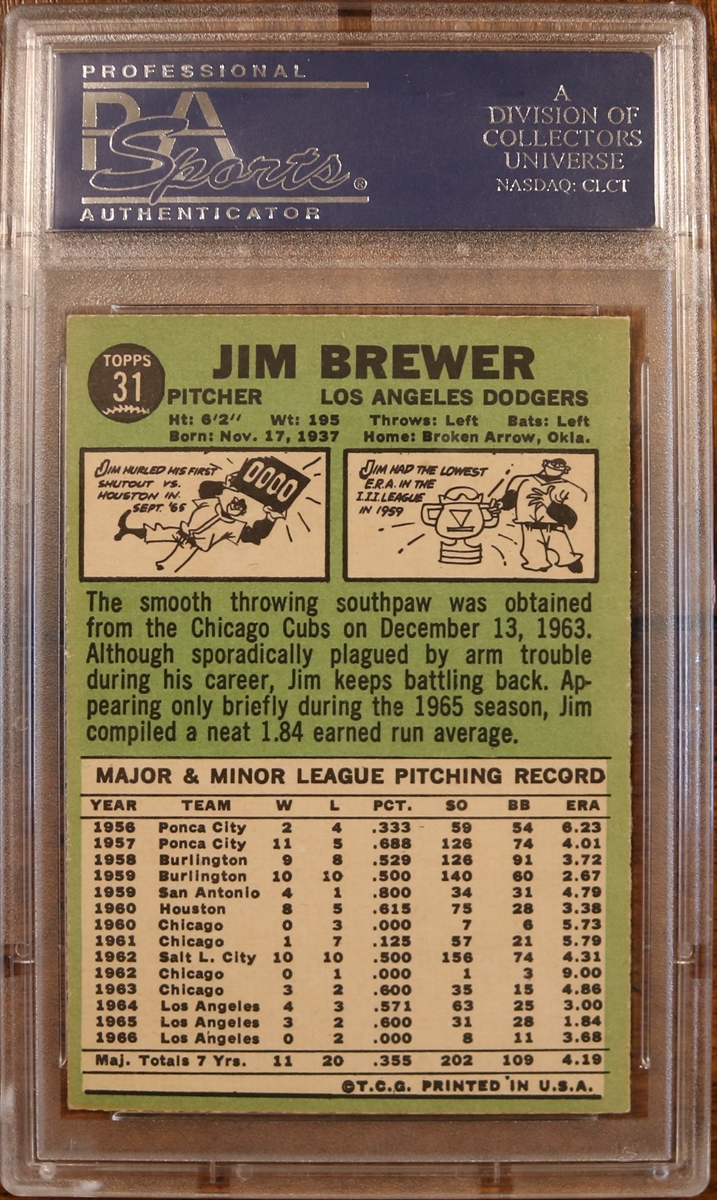 PROFESSIONAL
PSA
Sports®
AUTHENTICATOR
A
DIVISION OF
COLLECTORS
UNIVERSE
NASDAQ: CLCT
TOPPS
31
JIM BREWER
PITCHER LOS ANGELES DODGERS
Ht: 6'2" Wt: 195 Throws: Left Bats: Left
Born: Nov. 17, 1937 Home: Broken Arrow, Okla.
JIM HURLED HIS FIRST
SHUTOUT VS.
HOUSTON IN
SEPT. '65
0000
JIM HAD THE LOWEST
E.R.A. IN THE
I.I.I. LEAGUE
IN 1959
The smooth throwing southpaw was obtained
from the Chicago Cubs on December 13, 1963.
Although sporadically plagued by arm trouble
during his career, Jim keeps battling back. Ap-
pearing only briefly during the 1965 season, Jim
compiled a neat 1.84 earned run average.
MAJOR & MINOR LEAGUE PITCHING RECORD
YEAR TEAM W L PCT. SO BB ERA
1956 Ponca City 2 4 .333 59 54 6.23
1957 Ponca City 11 5 .688 126 74 4.01
1958 Burlington 9 8 .529 126 91 3.72
1959 Burlington 10 10 .500 140 60 2.67
1959 San Antonio 4 1 .800 34 31 4.79
1960 Houston 8 5 .615 75 28 3.38
1960 Chicago 0 3 .000 7 6 5.73
1961 Chicago 1 7 .125 57 21 5.79
1962 Salt L. City 10 10 .500 156 74 4.31
1962 Chicago 0 1 .000 1 3 9.00
1963 Chicago 3 2 .600 35 15 4.86
1964 Los Angeles 4 3 .571 63 25 3.00
1965 Los Angeles 3 2 .600 31 28 1.84
1966 Los Angeles 0 2 .000 8 11 3.68
Maj. Totals 7 Yrs. 11 20 .355 202 109 4.19
©T.C.G. PRINTED IN U.S.A.